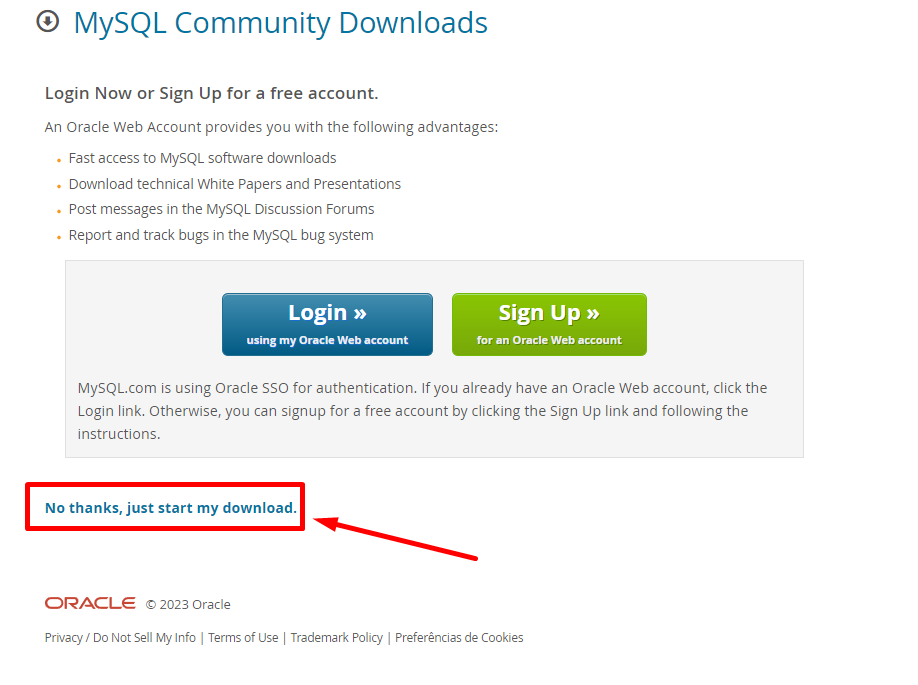 MySQL Community Downloads
Login Now or Sign Up for a free account.
An Oracle Web Account provides you with the following advantages:
Fast access to MySQL software downloads
Download technical White Papers and Presentations
Post messages in the MySQL Discussion Forums
Report and track bugs in the MySQL bug system
Login »
using my Oracle Web account
Sign Up »
for an Oracle Web account
MySQL.com is using Oracle SSO for authentication. If you already have an Oracle Web account, click the
Login link. Otherwise, you can signup for a free account by clicking the Sign Up link and following the
instructions.
No thanks, just start my download.
ORACLE © 2023 Oracle
Privacy / Do Not Sell My Info | Terms of Use | Trademark Policy | Preferências de Cookies